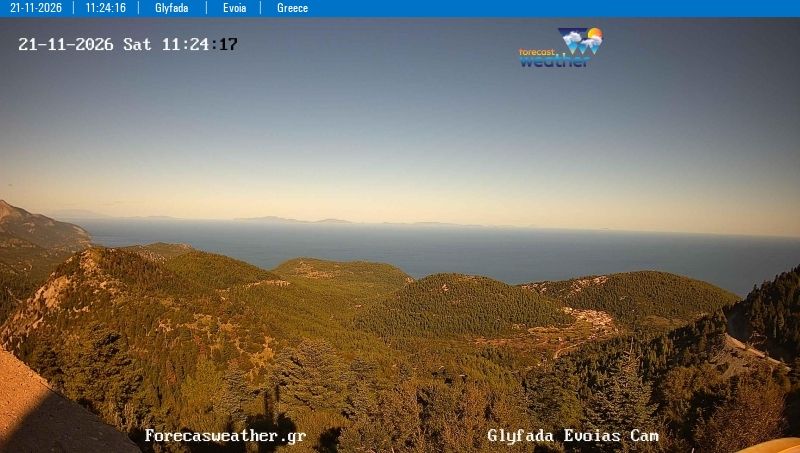 21-11-2026 | 11:24:16 | Glyfada | Evoia | Greece
21-11-2026 Sat 11:24:17
forecast
weather
Forecasweather.gr
Glyfada Evoias Cam